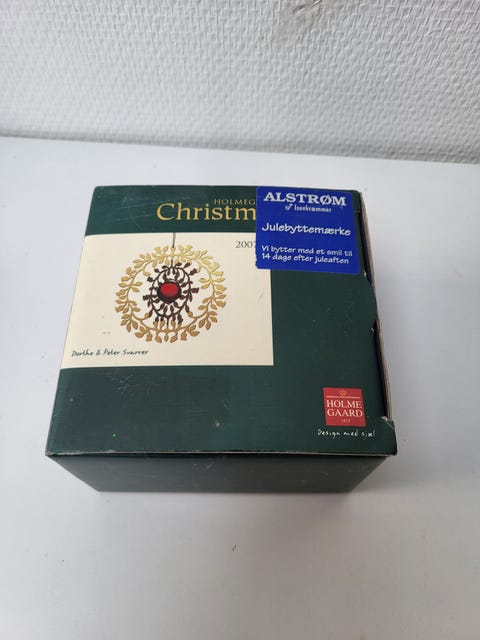 HOLMEG
Christm
2007
ALSTRØM
Isenkræmmer
Julebyttemærke
Vi bytter med et smil til
14 dage efter juleaften
Dorthe & Peter Svarrer
HOLME
GAARD
1825
Design med sjæl